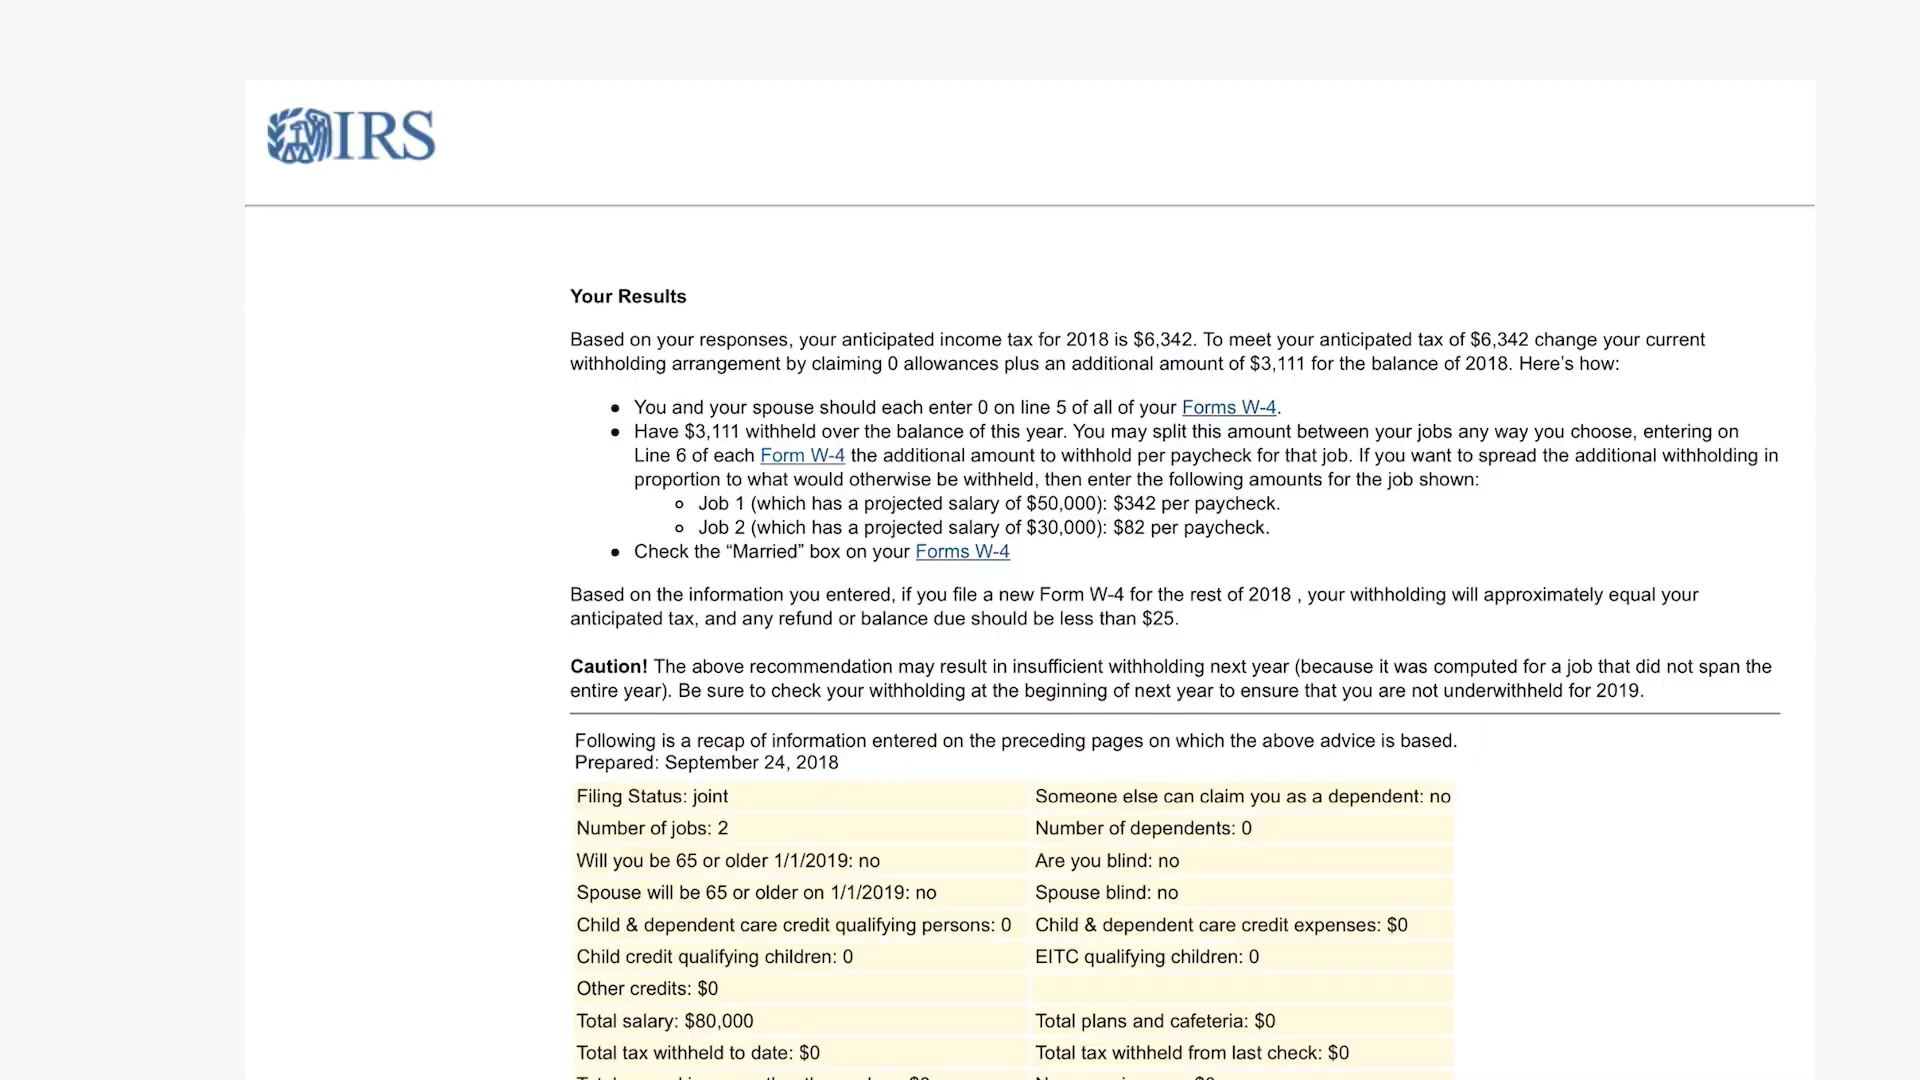 IRS
Your Results
Based on your responses, your anticipated income tax for 2018 is $6,342. To meet your anticipated tax of $6,342 change your current
withholding arrangement by claiming 0 allowances plus an additional amount of $3,111 for the balance of 2018. Here’s how:
• You and your spouse should each enter 0 on line 5 of all of your Forms W-4.
• Have $3,111 withheld over the balance of this year. You may split this amount between your jobs any way you choose, entering on
Line 6 of each Form W-4 the additional amount to withhold per paycheck for that job. If you want to spread the additional withholding in
proportion to what would otherwise be withheld, then enter the following amounts for the job shown:
o Job 1 (which has a projected salary of $50,000): $342 per paycheck.
o Job 2 (which has a projected salary of $30,000): $82 per paycheck.
• Check the “Married” box on your Forms W-4
Based on the information you entered, if you file a new Form W-4 for the rest of 2018 , your withholding will approximately equal your
anticipated tax, and any refund or balance due should be less than $25.
Caution! The above recommendation may result in insufficient withholding next year (because it was computed for a job that did not span the
entire year). Be sure to check your withholding at the beginning of next year to ensure that you are not underwithheld for 2019.
Following is a recap of information entered on the preceding pages on which the above advice is based.
Prepared: September 24, 2018
Filing Status: joint Someone else can claim you as a dependent: no
Number of jobs: 2 Number of dependents: 0
Will you be 65 or older 1/1/2019: no Are you blind: no
Spouse will be 65 or older on 1/1/2019: no Spouse blind: no
Child & dependent care credit qualifying persons: 0 Child & dependent care credit expenses: $0
Child credit qualifying children: 0 EITC qualifying children: 0
Other credits: $0
Total salary: $80,000 Total plans and cafeteria: $0
Total tax withheld to date: $0 Total tax withheld from last check: $0